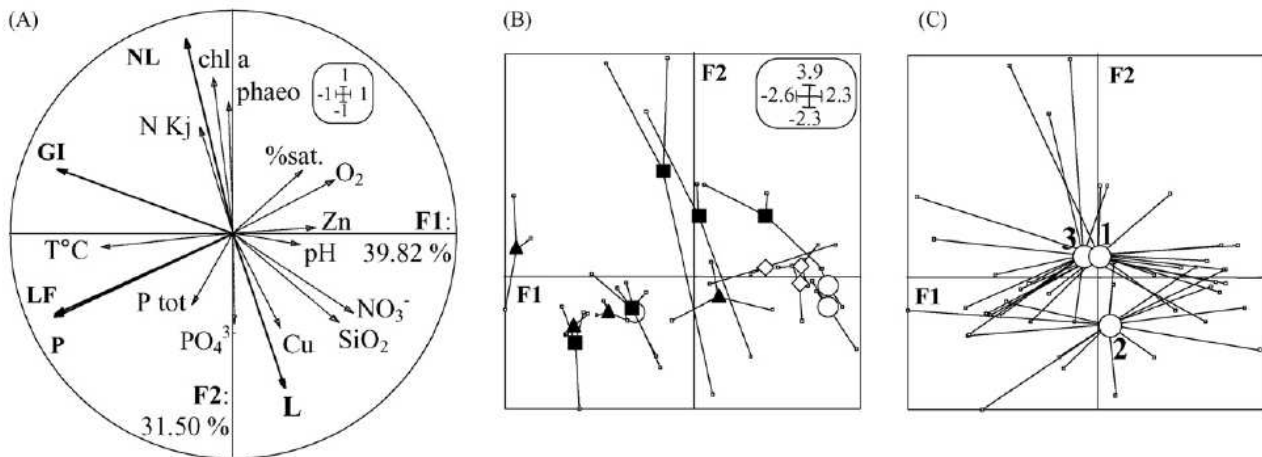 (A)
NL
chl a
phaeo
1
-1 1
-1
N Kj
GI
%sat.
O₂
Zn
F1:
T°C
pH
39.82 %
LF
P tot
NO₃⁻
P
PO₄³
Cu
SiO₂
F2:
L
31.50 %
(B)
F2
3.9
-2.6 2.3
-2.3
F1
(C)
F2
3 1
F1
2